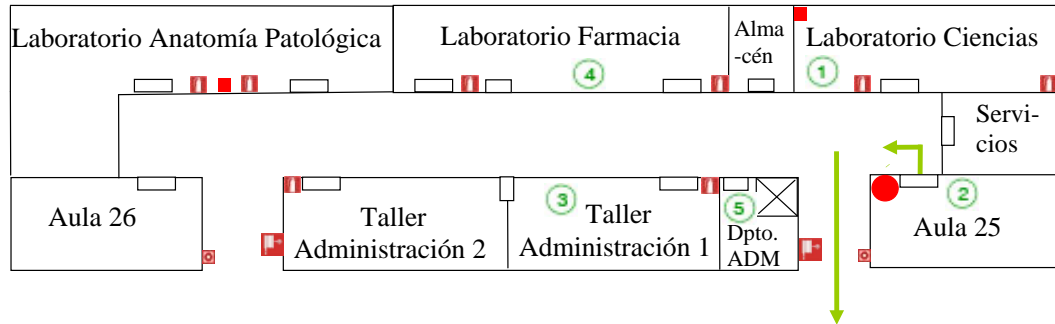 Laboratorio Anatomía Patológica
Laboratorio Farmacia
Alma
-cén
Laboratorio Ciencias
4
1
Servi-
cios
Aula 26
Taller
Administración 2
3
Taller
Administración 1
5
Dpto.
ADM
2
Aula 25